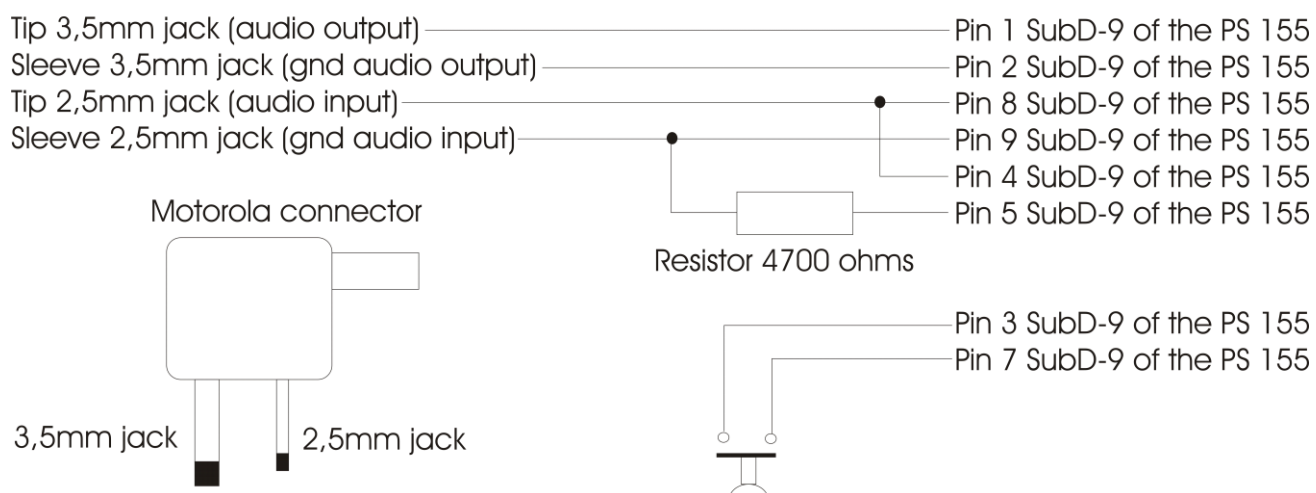 Tip 3,5mm jack (audio output) Pin 1 SubD-9 of the PS 155
Sleeve 3,5mm jack (gnd audio output) Pin 2 SubD-9 of the PS 155
Tip 2,5mm jack (audio input) Pin 8 SubD-9 of the PS 155
Sleeve 2,5mm jack (gnd audio input) Pin 9 SubD-9 of the PS 155
Pin 4 SubD-9 of the PS 155
Pin 5 SubD-9 of the PS 155
Motorola connector
Resistor 4700 ohms
Pin 3 SubD-9 of the PS 155
Pin 7 SubD-9 of the PS 155
3,5mm jack
2,5mm jack